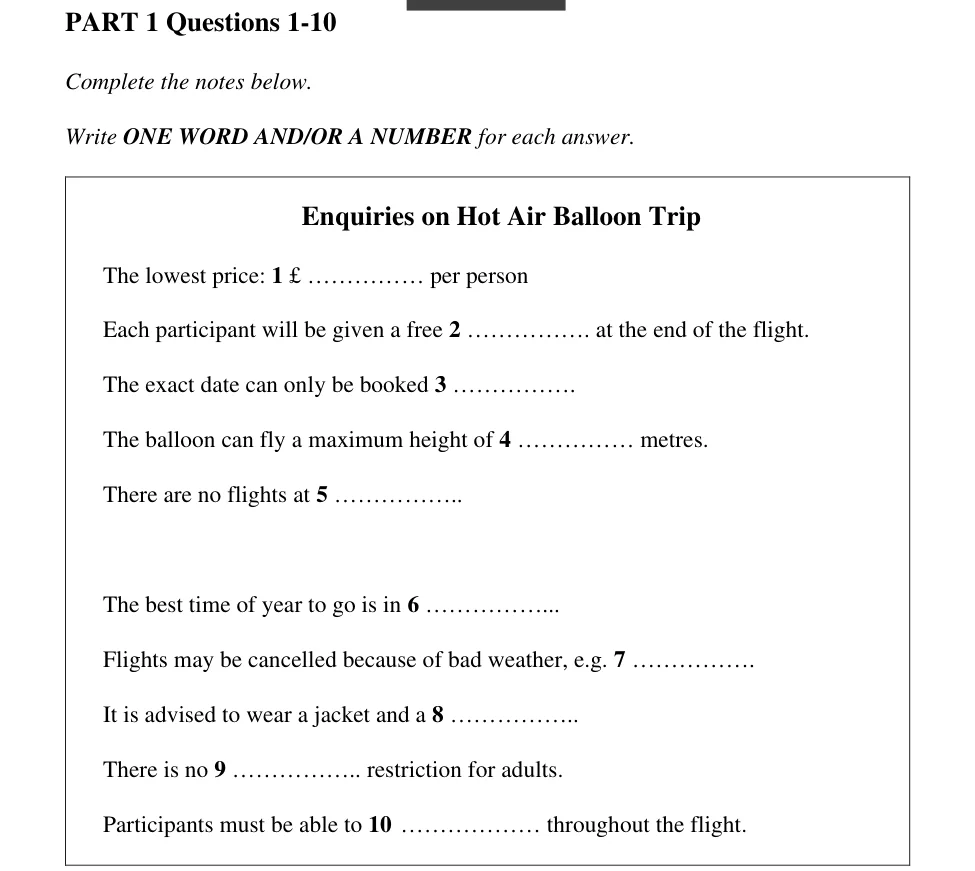 PART 1 Questions 1-10
Complete the notes below.
Write ONE WORD AND/OR A NUMBER for each answer.
Enquiries on Hot Air Balloon Trip
The lowest price: 1 £ …………… per person
Each participant will be given a free 2 ……………. at the end of the flight.
The exact date can only be booked 3 …………….
The balloon can fly a maximum height of 4 …………… metres.
There are no flights at 5 ……………..
The best time of year to go is in 6 ……………...
Flights may be cancelled because of bad weather, e.g. 7 …………….
It is advised to wear a jacket and a 8 ……………..
There is no 9 …………….. restriction for adults.
Participants must be able to 10 ……………… throughout the flight.